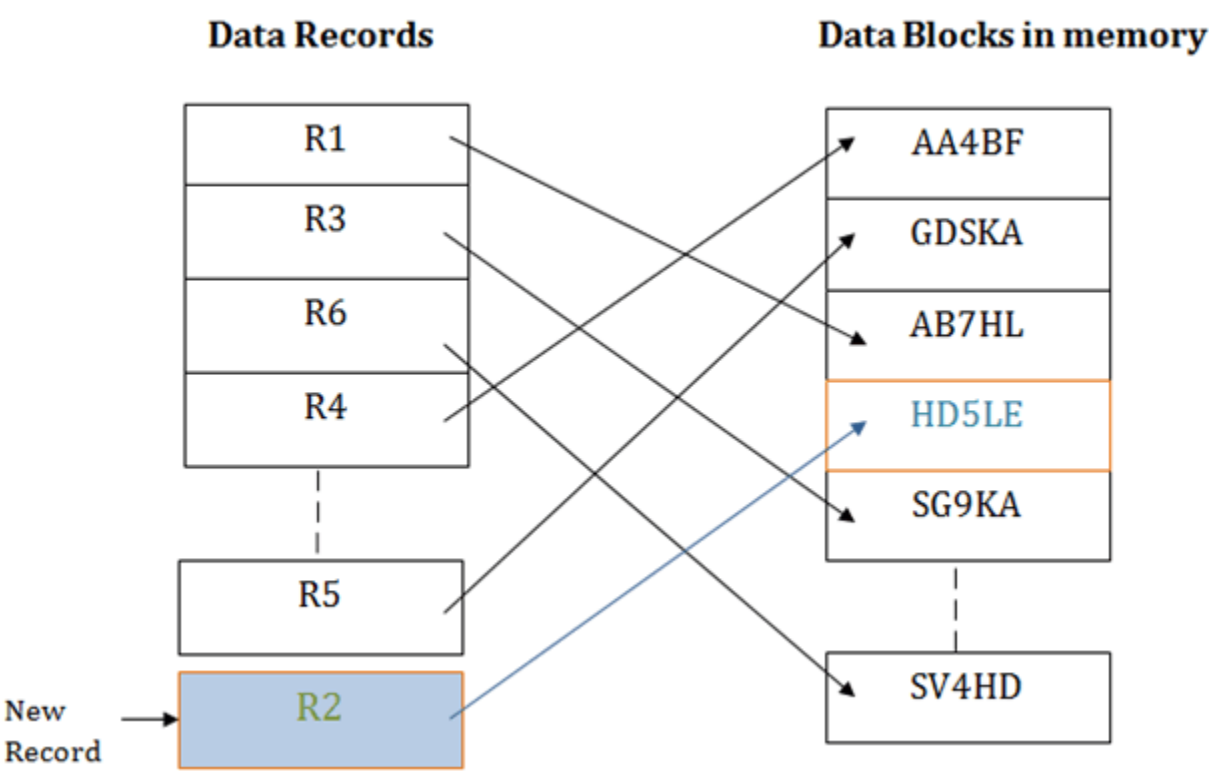 Data Records
R1
R3
R6
R4
R5
New
Record
R2
Data Blocks in memory
AA4BF
GDSKA
AB7HL
HD5LE
SG9KA
SV4HD